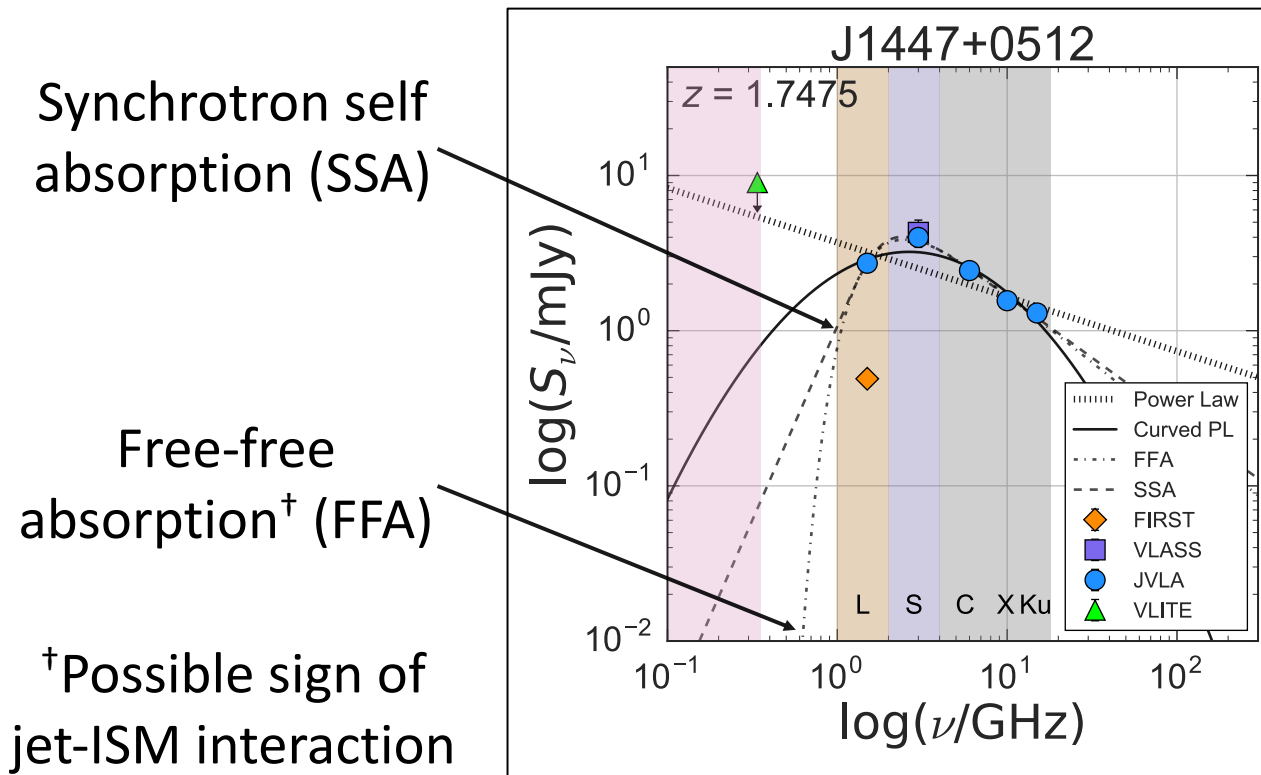 Synchrotron self
absorption (SSA)
Free-free
absorption† (FFA)
†Possible sign of
jet-ISM interaction
J1447+0512
z = 1.7475
log(Sν/mJy)
10¹
10⁰
10⁻¹
10⁻²
L S C X Ku
Power Law
Curved PL
FFA
SSA
FIRST
VLASS
JVLA
VLITE
10⁻¹ 10⁰ 10¹ 10²
log(ν/GHz)